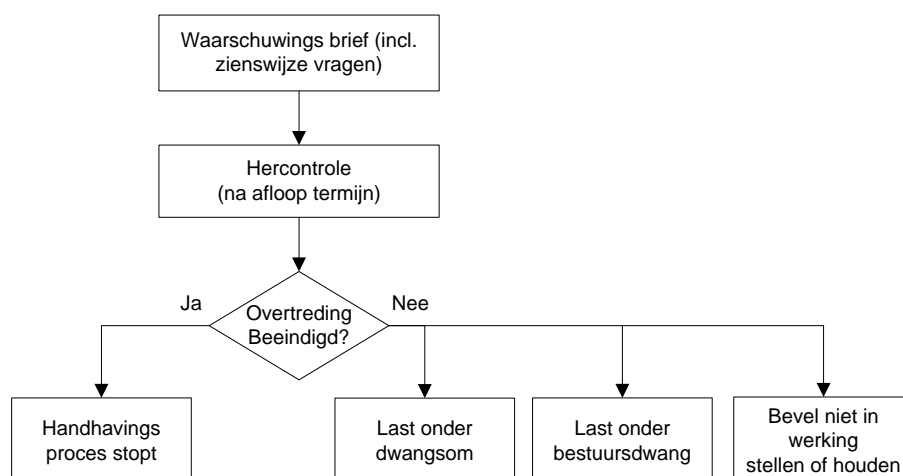 Waarschuwings brief (incl.
zienswijze vragen)
Hercontrole
(na afloop termijn)
Ja
Nee
Overtreding
Beeindigd?
Handhavings
proces stopt
Last onder
dwangsom
Last onder
bestuursdwang
Bevel niet in
werking
stellen of houden